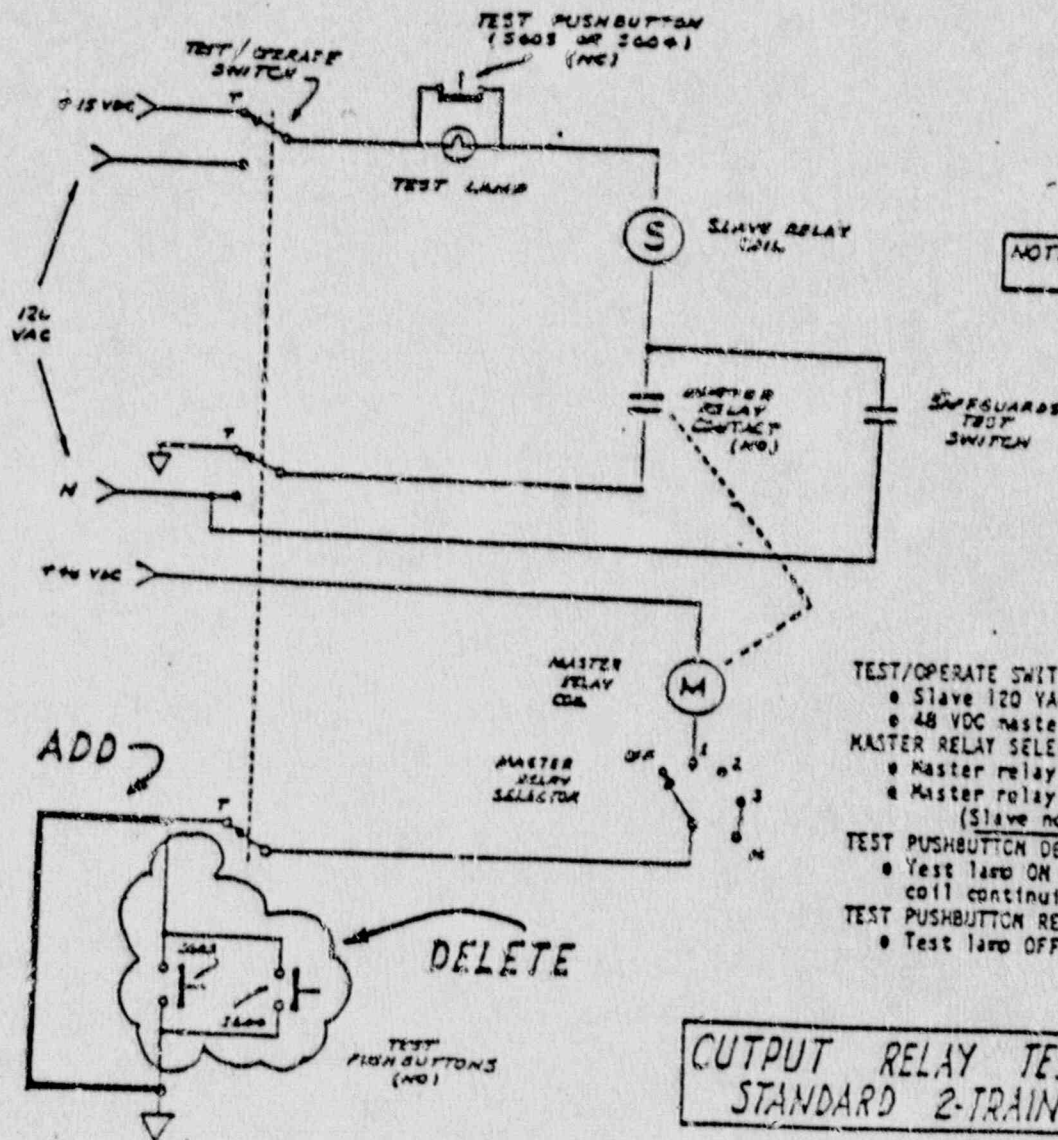 TEST PUSHBUTTON
(S603 OR S604)
(NC)
TEST/OPERATE
SWITCH
T
+15 VDC
TEST LAMP
S
SLAVE RELAY
COIL
NOT
120
VAC
MASTER
RELAY
CONTACT
(NO)
SAFEGUARDS
TEST
SWITCH
T
N
+48 VDC
MASTER
RELAY
COIL
M
ADD
MASTER
RELAY
SELECTOR
OFF
1
2
3
T
DELETE
TEST
PUSHBUTTONS
(NO)
TEST/OPERATE SWIT
• Slave 120 VA
• 48 VDC maste
MASTER RELAY SELE
• Master relay
• Master relay
(Slave no
TEST PUSHBUTTON DE
• Test lamp ON
coil continui
TEST PUSHBUTTON RE
• Test lamp OFF
OUTPUT RELAY TES
STANDARD 2-TRAIN